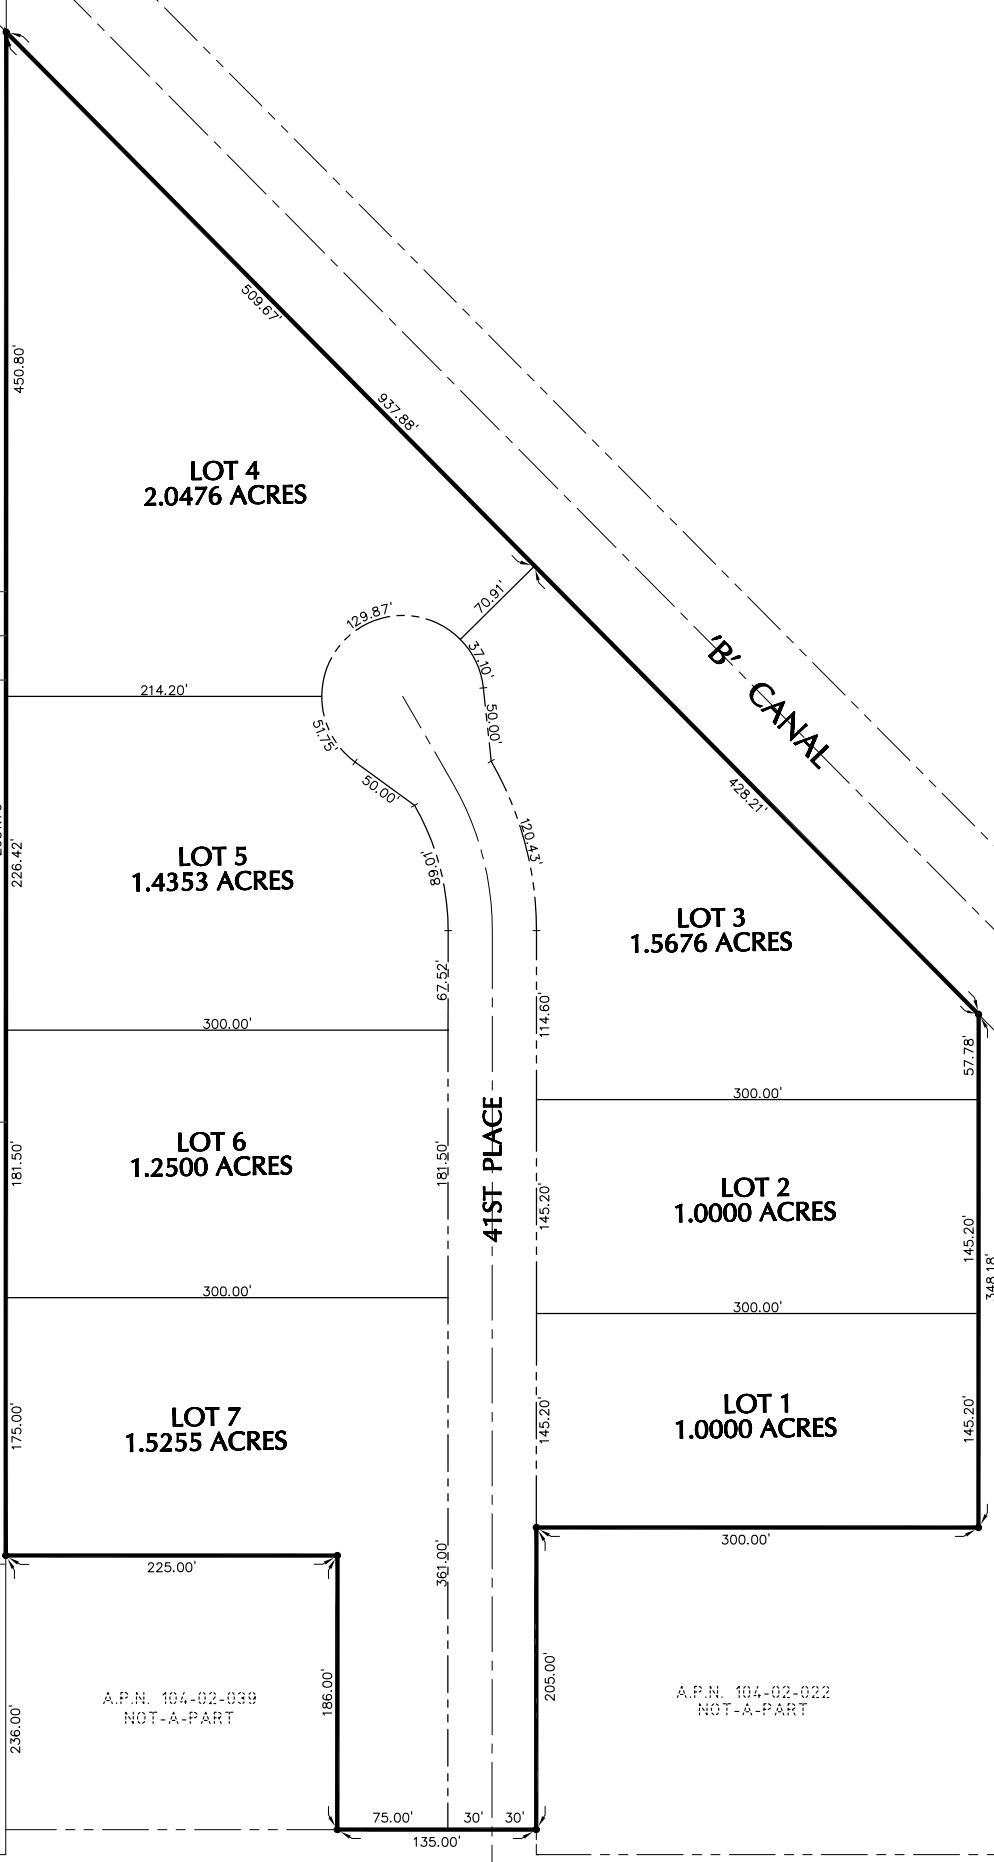 509.67'
450.80'
937.88'
LOT 4
2.0476 ACRES
70.91'
129.87'
37.10'
'B' CANAL
214.20'
51.75'
50.00'
50.00'
428.21'
120.43'
226.42'
LOT 5
1.4353 ACRES
89.01'
LOT 3
1.5676 ACRES
67.52'
114.60'
300.00'
57.78'
300.00'
LOT 6
1.2500 ACRES
181.50'
181.50'
41ST PLACE
145.20'
LOT 2
1.0000 ACRES
145.20'
348.18'
300.00'
300.00'
175.00'
LOT 7
1.5255 ACRES
145.20'
LOT 1
1.0000 ACRES
145.20'
225.00'
361.00'
300.00'
236.00'
A.P.N. 104-02-039
NOT-A-PART
186.00'
205.00'
A.P.N. 104-02-022
NOT-A-PART
75.00' 30' 30'
135.00'